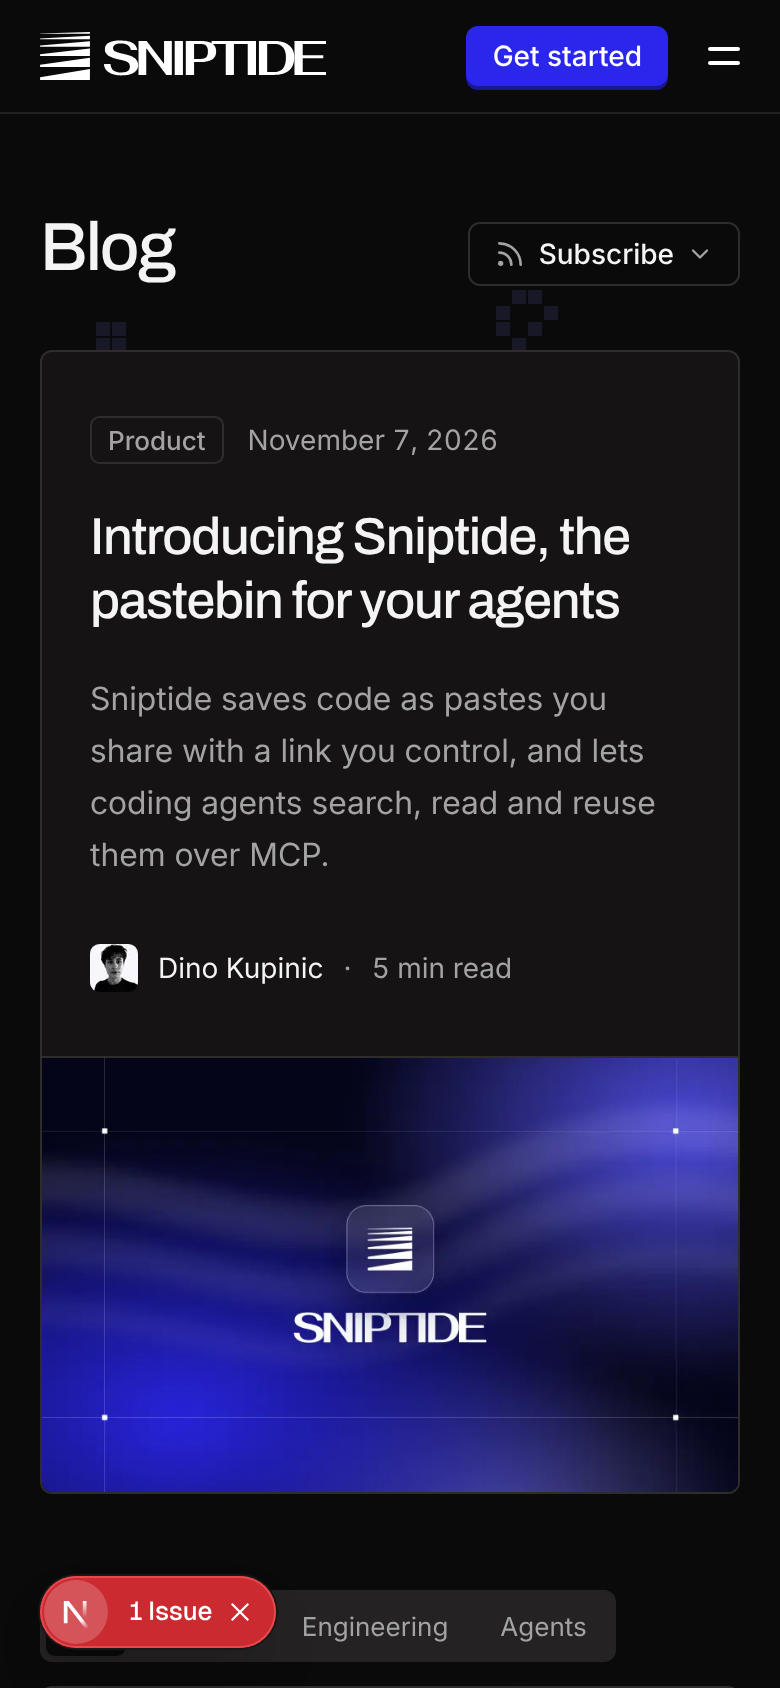 SNIPTIDE
Get started
Blog
Subscribe
Product
November 7, 2026
Introducing Sniptide, the
pastebin for your agents
Sniptide saves code as pastes you
share with a link you control, and lets
coding agents search, read and reuse
them over MCP.
Dino Kupinic · 5 min read
SNIPTIDE
N
1 Issue
Engineering
Agents